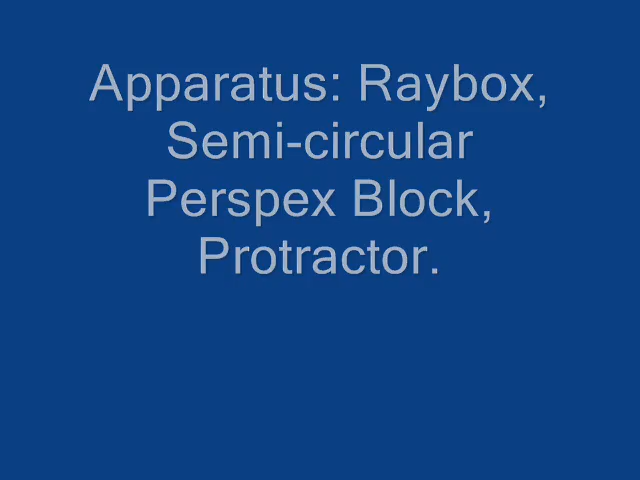 Apparatus: Raybox,
Semi-circular
Perspex Block,
Protractor.